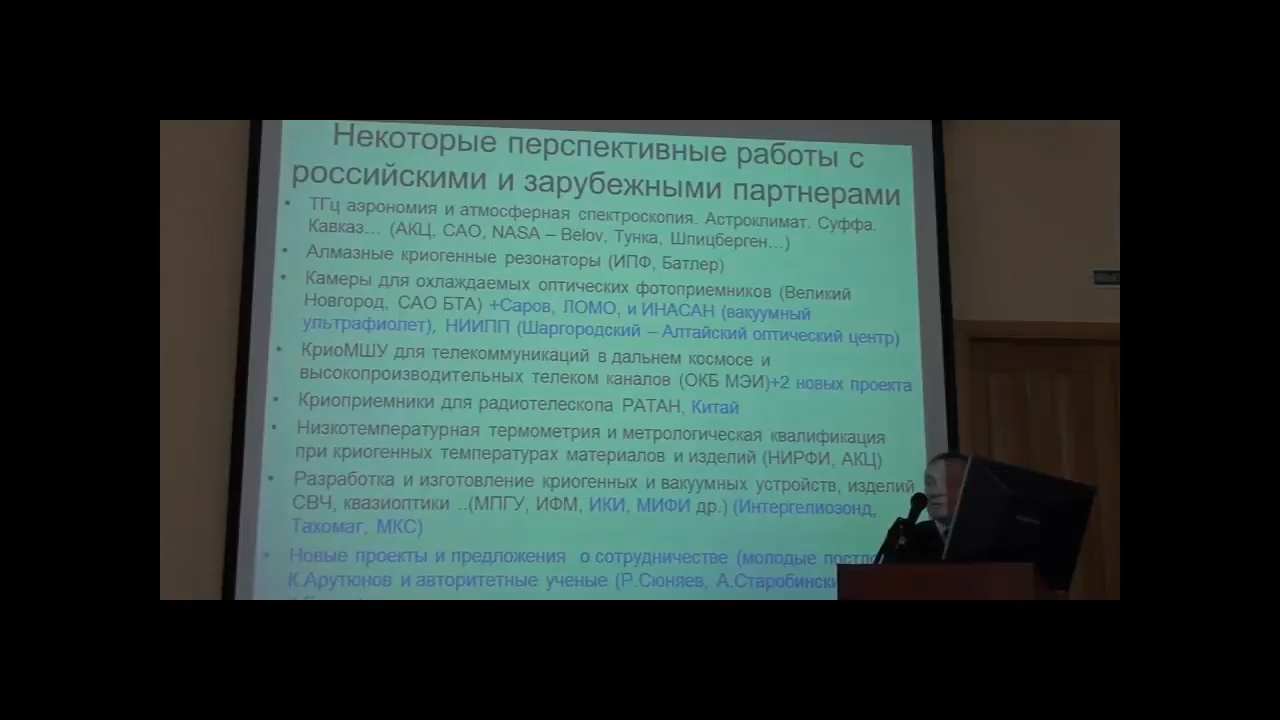 Некоторые перспективные работы с
российскими и зарубежными партнерами
• ТГц аэрономия и атмосферная спектроскопия. Астроклимат. Суффа.
Кавказ... (АКЦ, САО, NASA – Belov, Тунка, Шпицберген...)
• Алмазные криогенные резонаторы (ИПФ, Батлер)
• Камеры для охлаждаемых оптических фотоприемников (Великий
Новгород, САО БТА) +Саров, ЛОМО, и ИНАСАН (вакуумный
ультрафиолет), НИИПП (Шаргородский – Алтайский оптический центр)
• КриоМШУ для телекоммуникаций в дальнем космосе и
высокопроизводительных телеком каналов (ОКБ МЭИ)+2 новых проекта
• Криоприемники для радиотелескопа РАТАН, Китай
• Низкотемпературная термометрия и метрологическая квалификация
при криогенных температурах материалов и изделий (НИРФИ, АКЦ)
• Разработка и изготовление криогенных и вакуумных устройств, изделий
СВЧ, квазиоптики ..(МПГУ, ИФМ, ИКИ, МИФИ др.) (Интергелиозонд,
Тахомаг, МКС)
• Новые проекты и предложения о сотрудничестве (молодые
К.Арутюнов и авторитетные ученые (Р.Сюняев,